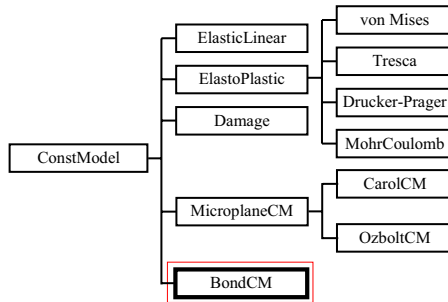 von Mises
ElasticLinear
Tresca
ElastoPlastic
Drucker-Prager
Damage
MohrCoulomb
ConstModel
CarolCM
MicroplaneCM
OzboltCM
BondCM